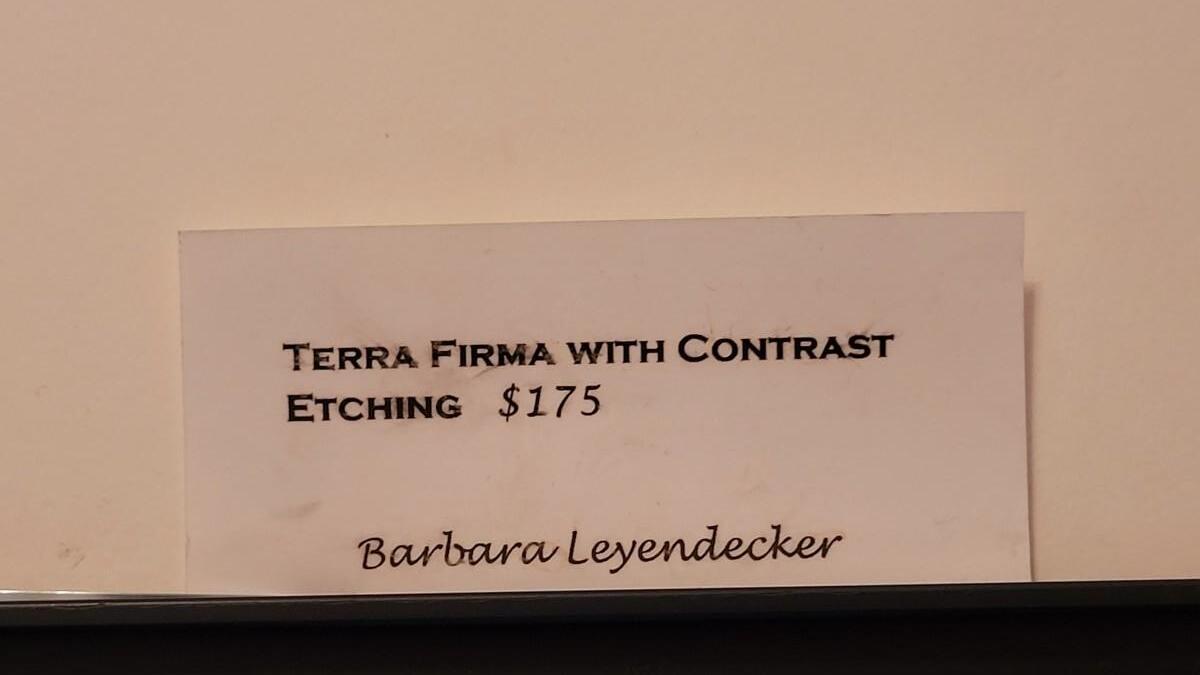 Terra Firma with Contrast
Etching $175
Barbara Leyendecker